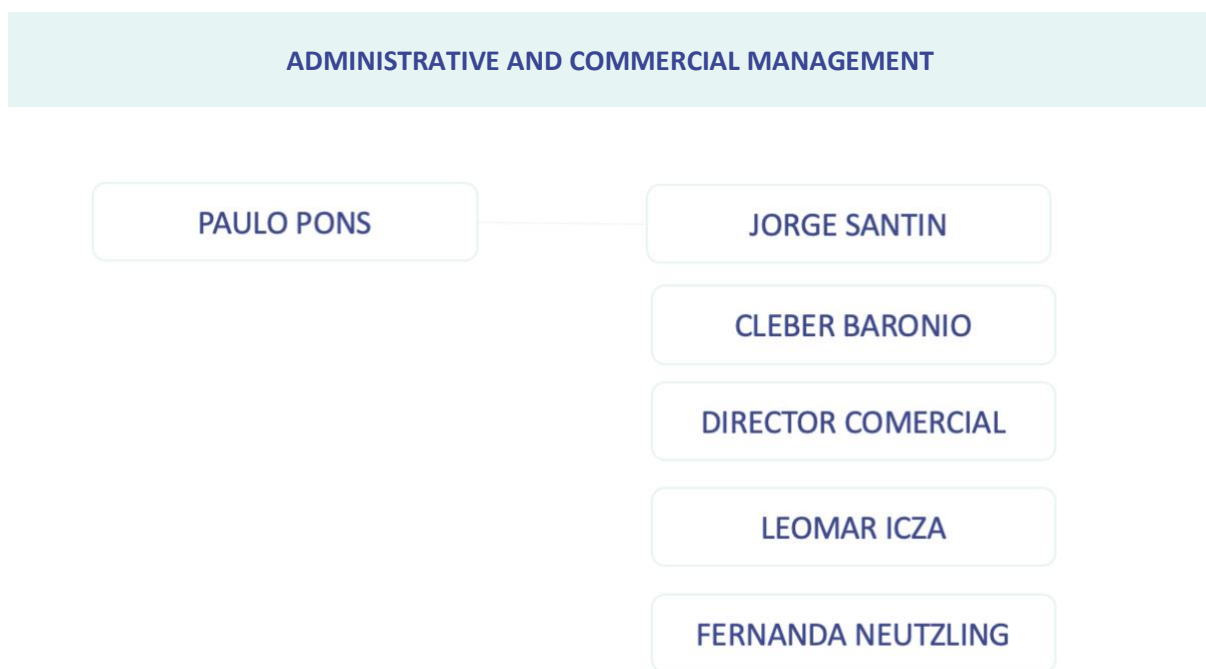 ADMINISTRATIVE AND COMMERCIAL MANAGEMENT
PAULO PONS
JORGE SANTIN
CLEBER BARONIO
DIRECTOR COMERCIAL
LEOMAR ICZA
FERNANDA NEUTZLING